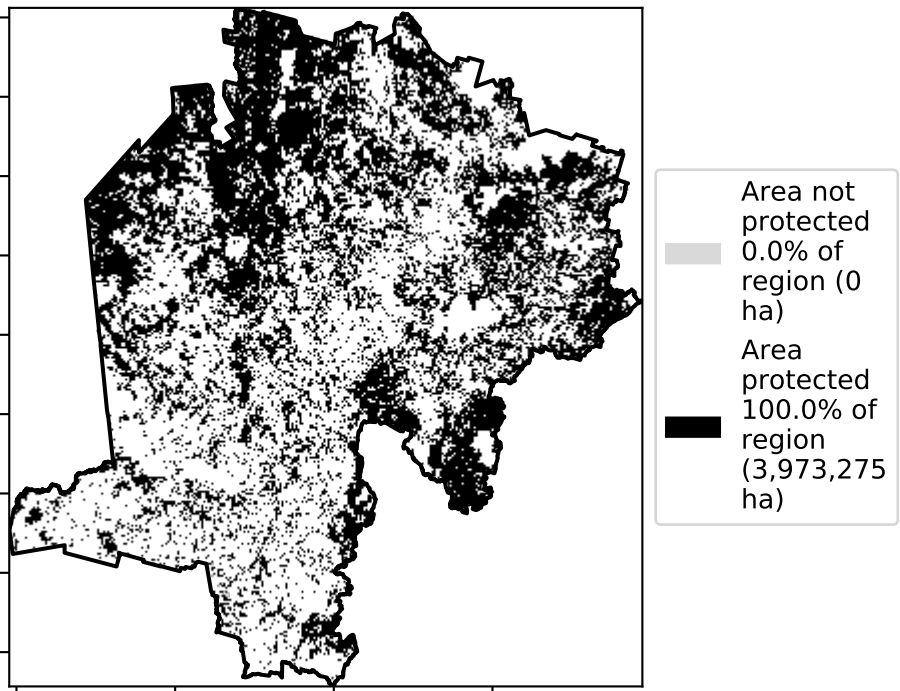 Area not
protected
0.0% of
region (0
ha)
Area
protected
100.0% of
region
(3,973,275
ha)